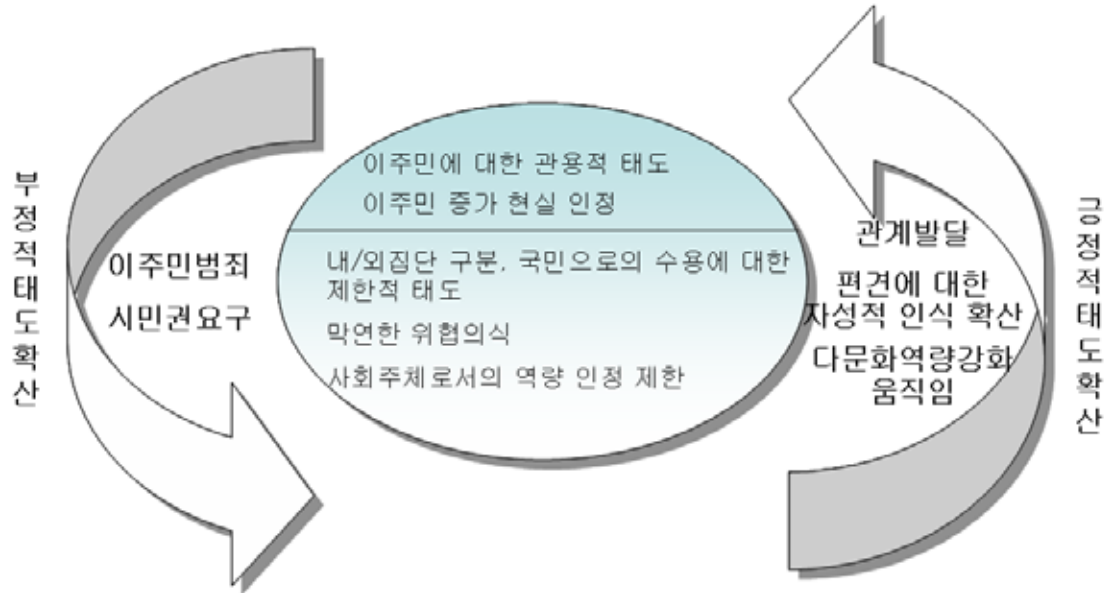 부정적태도확산
이주민범죄
시민권요구
이주민에 대한 관용적 태도
이주민 증가 현실 인정
내/외집단 구분, 국민으로의 수용에 대한
제한적 태도
막연한 위협의식
사회주체로서의 역량 인정 제한
관계발달
편견에 대한
자성적 인식 확산
다문화역량강화
움직임
긍정적태도확산